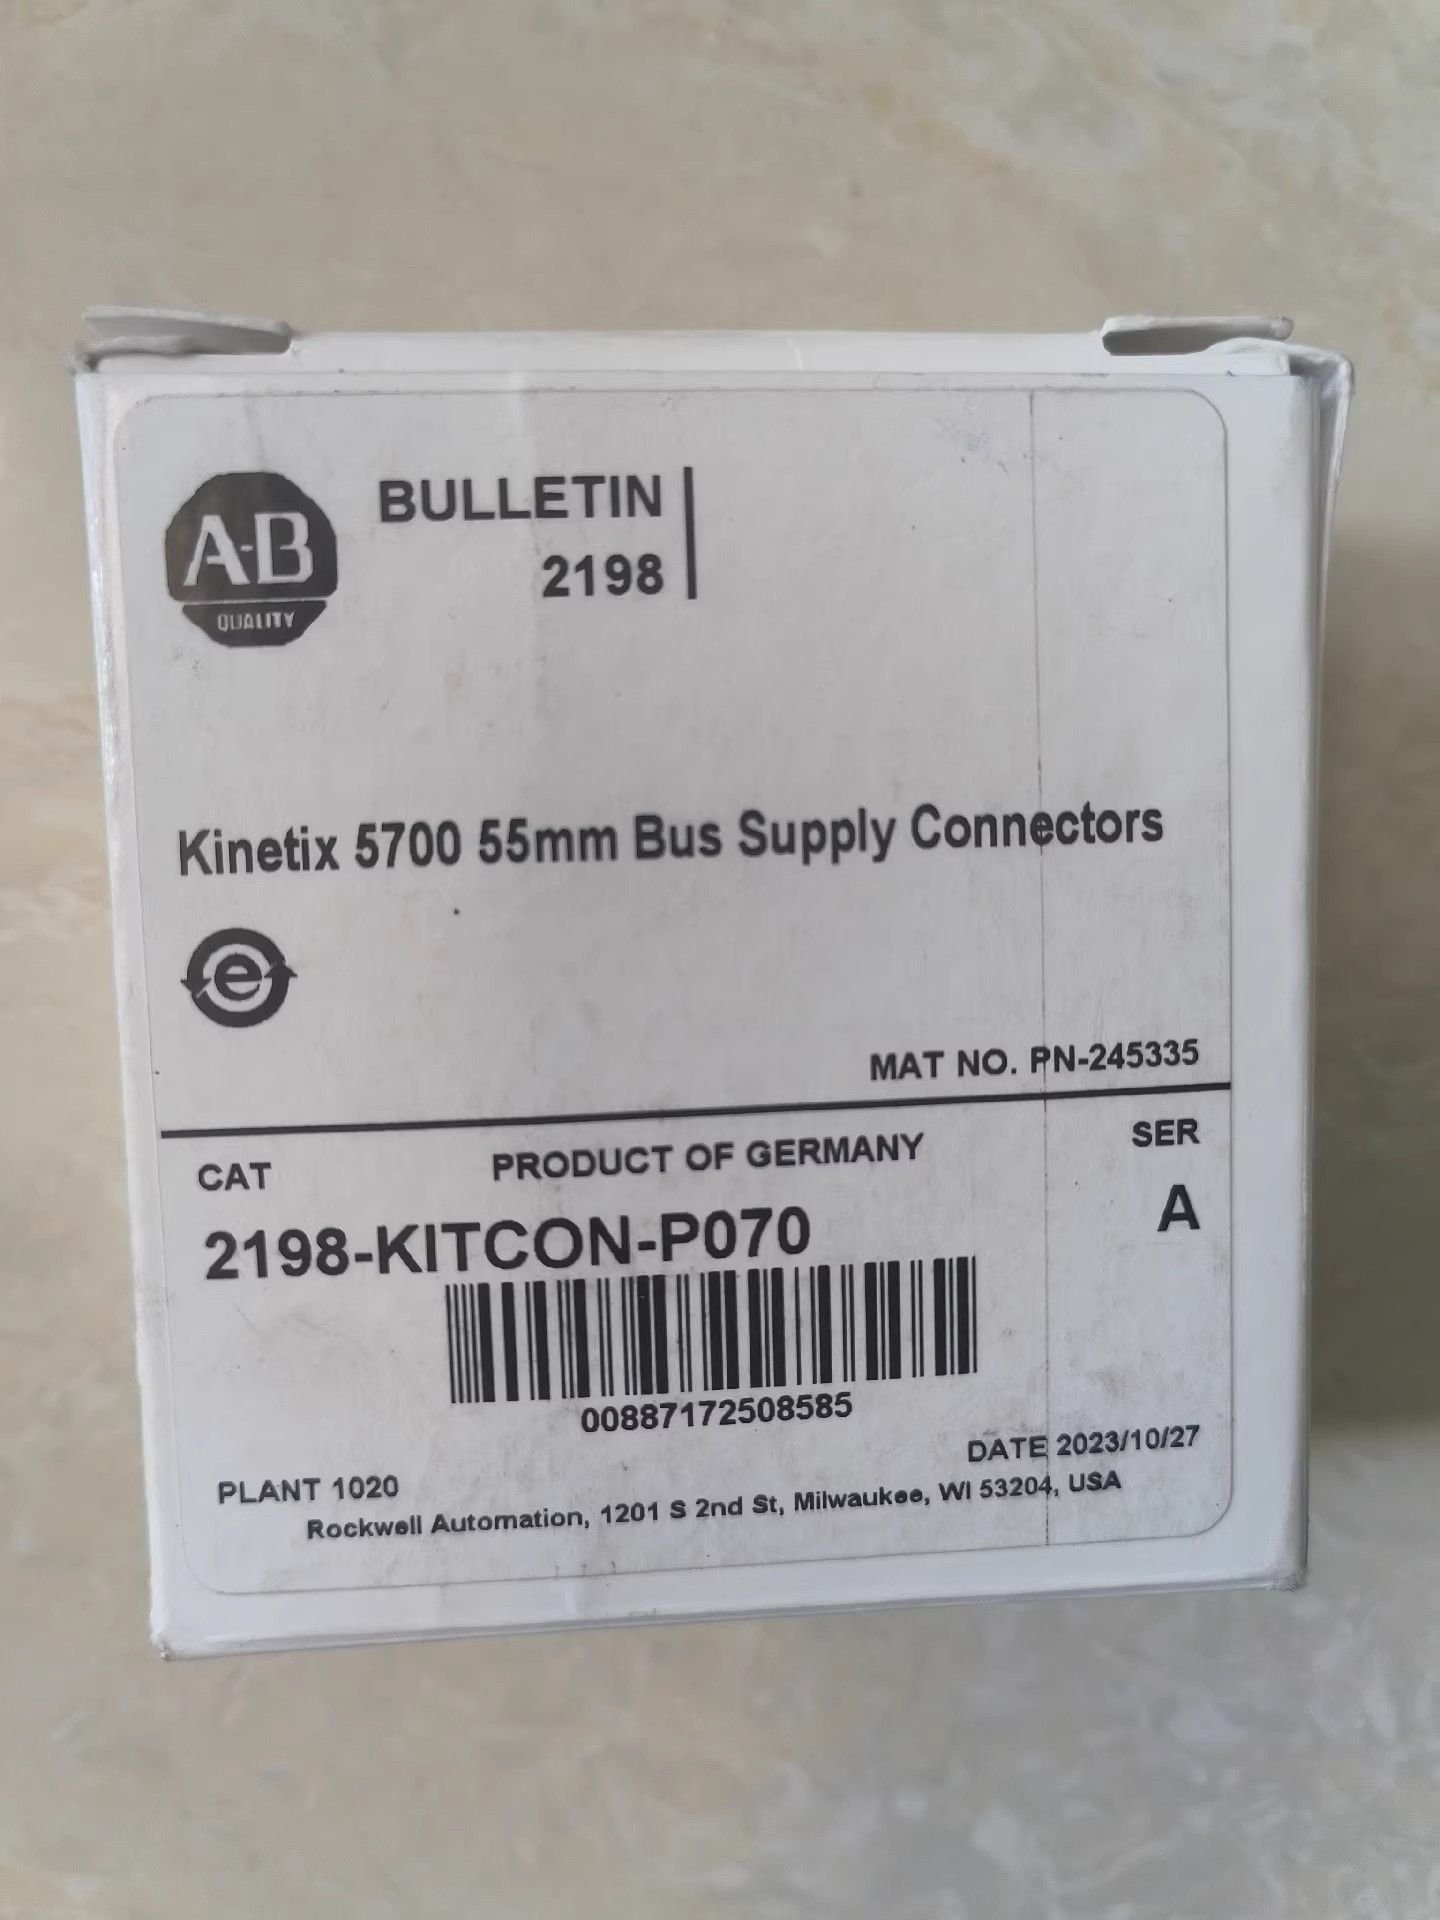 A-B
QUALITY
BULLETIN
2198
Kinetix 5700 55mm Bus Supply Connectors
e
MAT NO. PN-245335
CAT PRODUCT OF GERMANY SER
2198-KITCON-P070 A
00887172508585
PLANT 1020 DATE 2023/10/27
Rockwell Automation, 1201 S 2nd St, Milwaukee, WI 53204, USA